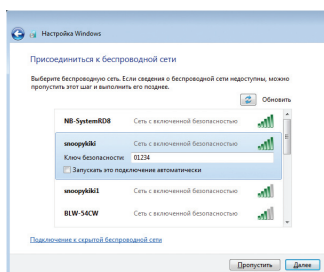 Настройка Windows
Присоединиться к беспроводной сети
Выберите беспроводную сеть. Если сведения о беспроводной сети недоступны, можно
пропустить этот шаг и выполнить его позднее.
Обновить
NB-SystemRD8 Сеть с включенной безопасностью
snoopykiki Сеть с включенной безопасностью
Ключ безопасности 01234
Запускать это подключение автоматически
snoopykiki1 Сеть с включенной безопасностью
BLW-54CW Сеть с включенной безопасностью
Подключение к скрытой беспроводной сети
Пропустить Далее